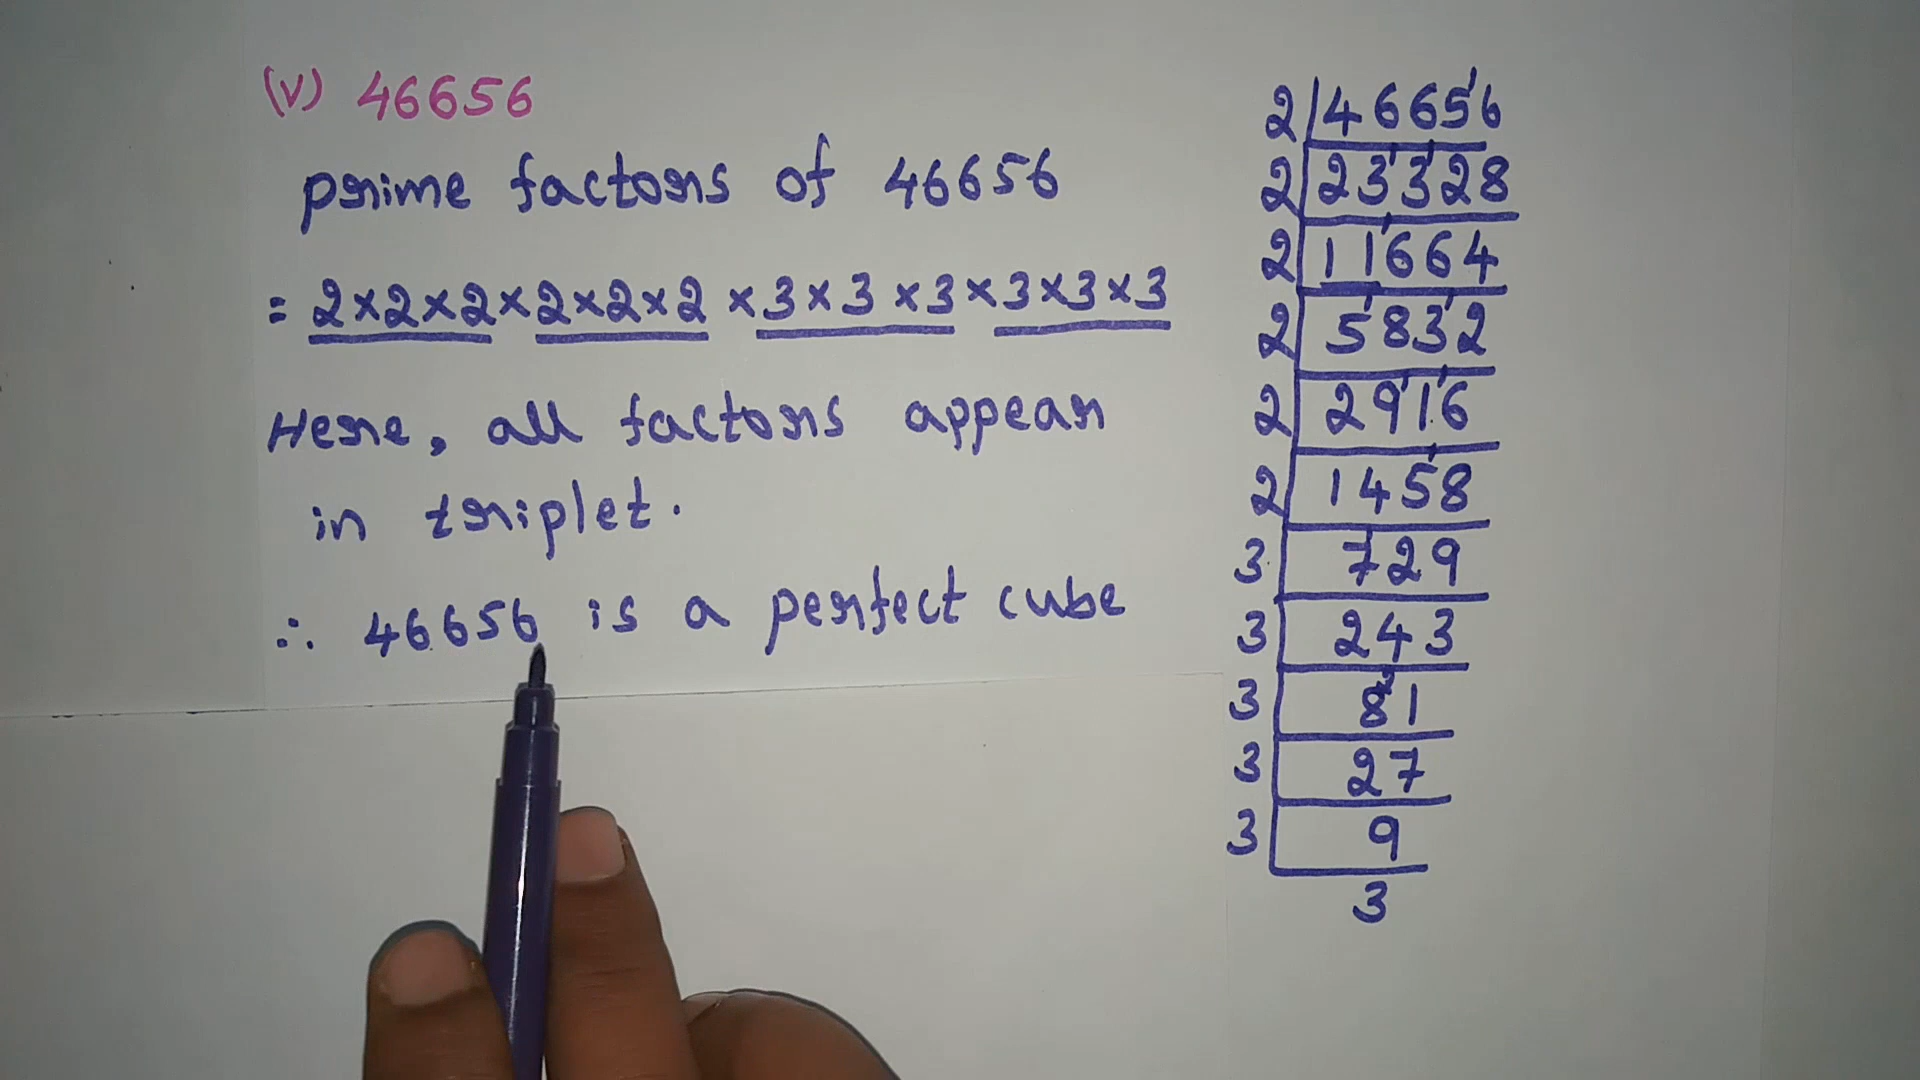 (v) 46656
prime factors of 46656
= 2×2×2×2×2×2×3×3×3×3×3×3
Here, all factors appear
in triplet.
∴ 46656 is a perfect cube
2 46656
2 23328
2 11664
2 5832
2 2916
2 1458
3 729
3 243
3 81
3 27
3 9
3